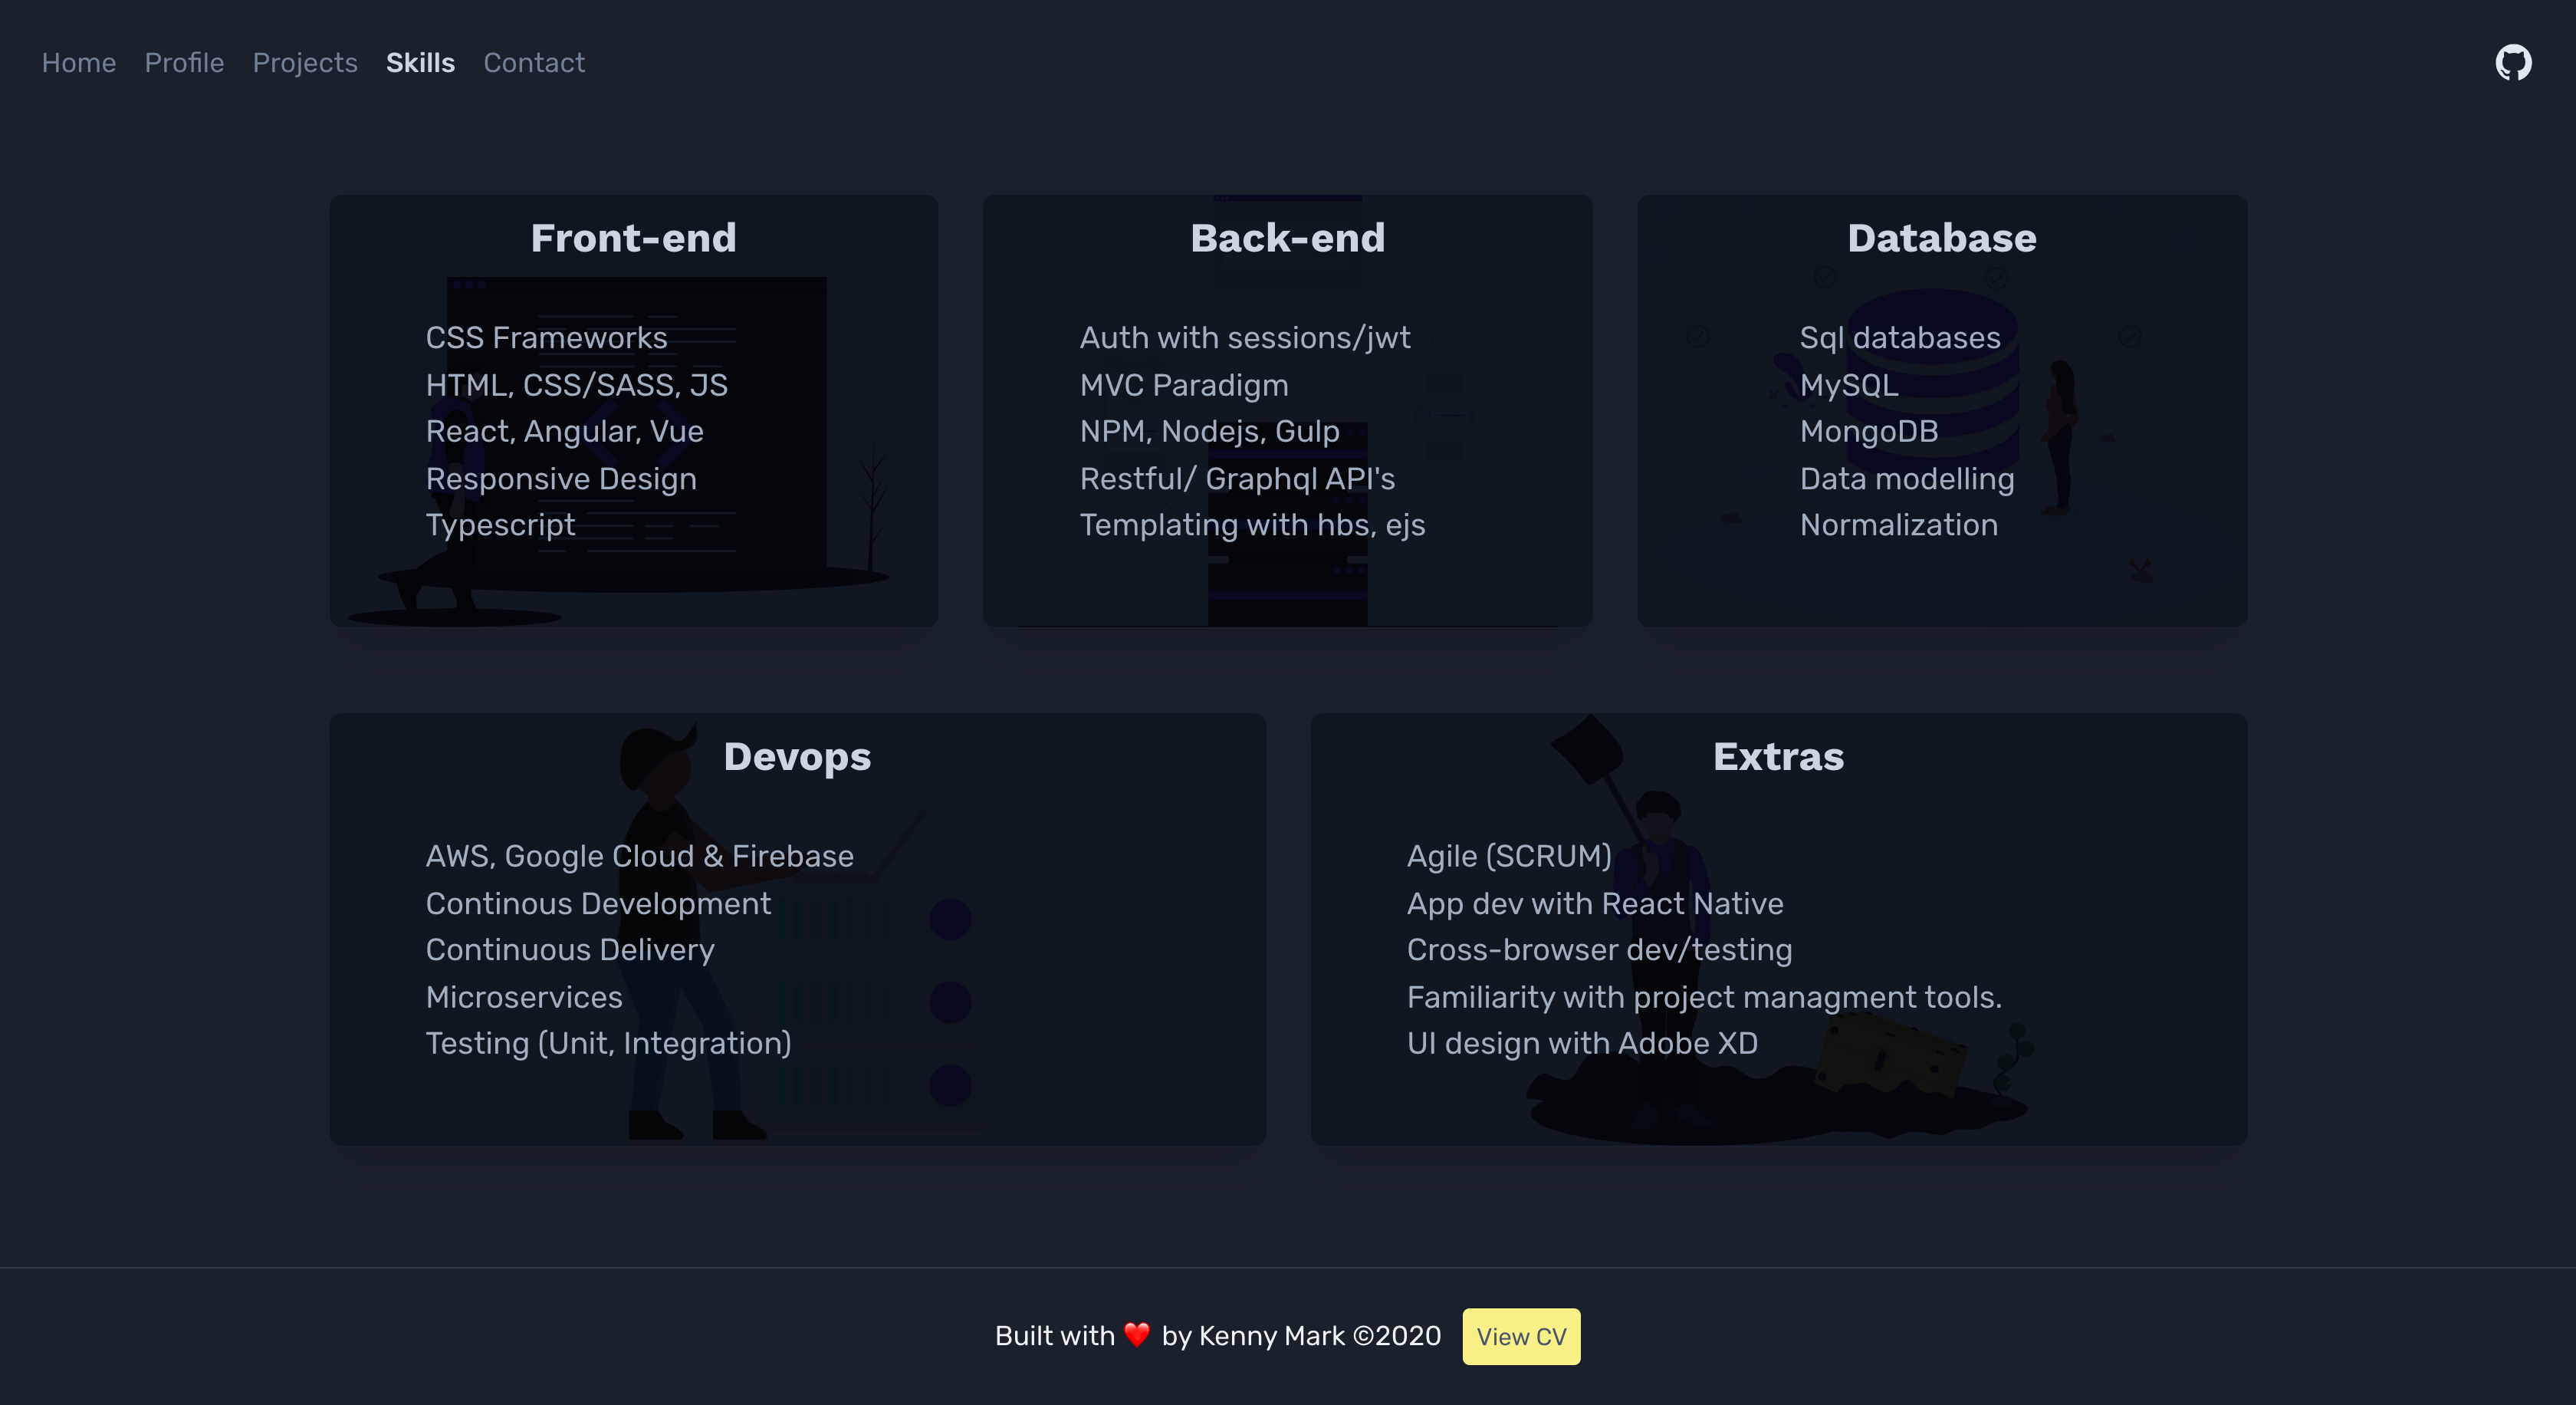 Home Profile Projects Skills Contact
Front-end
CSS Frameworks
HTML, CSS/SASS, JS
React, Angular, Vue
Responsive Design
Typescript
Back-end
Auth with sessions/jwt
MVC Paradigm
NPM, Nodejs, Gulp
Restful/ Graphql API's
Templating with hbs, ejs
Database
Sql databases
MySQL
MongoDB
Data modelling
Normalization
Devops
AWS, Google Cloud & Firebase
Continous Development
Continuous Delivery
Microservices
Testing (Unit, Integration)
Extras
Agile (SCRUM)
App dev with React Native
Cross-browser dev/testing
Familiarity with project managment tools.
UI design with Adobe XD
Built with ❤️ by Kenny Mark ©2020 View CV